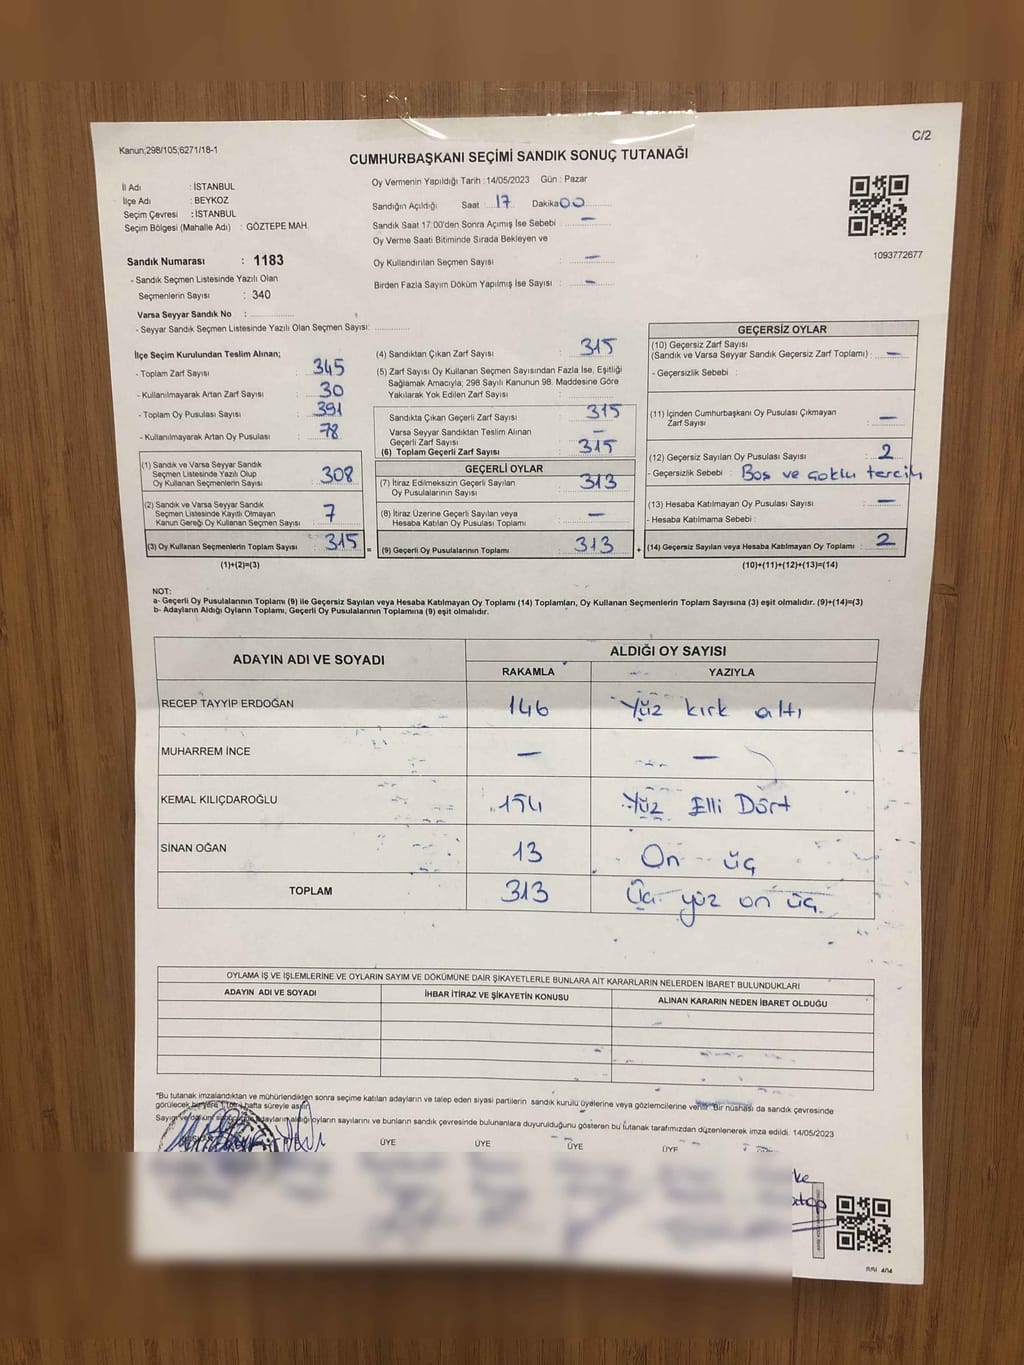 Kanun;298/105;6271/18-1
C/2
CUMHURBAŞKANI SEÇİMİ SANDIK SONUÇ TUTANAĞI
İl Adı : İSTANBUL
İlçe Adı : BEYKOZ
Seçim Çevresi : İSTANBUL
Seçim Bölgesi (Mahalle Adı) : GÖZTEPE MAH.
Sandık Numarası : 1183
- Sandık Seçmen Listesinde Yazılı Olan
Seçmenlerin Sayısı : 340
Varsa Seyyar Sandık No :
- Seyyar Sandık Seçmen Listesinde Yazılı Olan Seçmen Sayısı:
Oy Vermenin Yapıldığı Tarih :14/05/2023 Gün : Pazar
Sandığın Açıldığı Saat 17 Dakika 00
Sandık Saat 17:00'den Sonra Açımış İse Sebebi : —
Oy Verme Saati Bitiminde Sırada Bekleyen ve
Oy Kullandırılan Seçmen Sayısı : —
Birden Fazla Sayım Döküm Yapılmış İse Sayısı : —
1093772677
İlçe Seçim Kurulundan Teslim Alınan;
- Toplam Zarf Sayısı : 345
- Kullanılmayarak Artan Zarf Sayısı : 30
- Toplam Oy Pusulası Sayısı : 391
- Kullanılmayarak Artan Oy Pusulası : 78
(1) Sandık ve Varsa Seyyar Sandık
Seçmen Listesinde Yazılı Olup
Oy Kullanan Seçmenlerin Sayısı : 308
(2) Sandık ve Varsa Seyyar Sandık
Seçmen Listesinde Kayıtlı Olmayan
Kanun Gereği Oy Kullanan Seçmen Sayısı : 7
(3) Oy Kullanan Seçmenlerin Toplam Sayısı : 315
(1)+(2)=(3)
(4) Sandıktan Çıkan Zarf Sayısı : 315
(5) Zarf Sayısı Oy Kullanan Seçmen Sayısından Fazla İse, Eşitliği
Sağlamak Amacıyla; 298 Sayılı Kanunun 98. Maddesine Göre
Yakılarak Yok Edilen Zarf Sayısı :
Sandıkta Çıkan Geçerli Zarf Sayısı : 315
Varsa Seyyar Sandıktan Teslim Alınan
Geçerli Zarf Sayısı : —
(6) Toplam Geçerli Zarf Sayısı : 315
GEÇERLİ OYLAR
(7) İtiraz Edilmeksizin Geçerli Sayılan
Oy Pusulalarının Sayısı : 313
(8) İtiraz Üzerine Geçerli Sayılan veya
Hesaba Katılan Oy Pusulası Toplamı : —
= (9) Geçerli Oy Pusulalarının Toplamı : 313
GEÇERSİZ OYLAR
(10) Geçersiz Zarf Sayısı
(Sandık ve Varsa Seyyar Sandık Geçersiz Zarf Toplamı) : —
- Geçersizlik Sebebi :
(11) İçinden Cumhurbaşkanı Oy Pusulası Çıkmayan
Zarf Sayısı : —
(12) Geçersiz Sayılan Oy Pusulası Sayısı : 2
- Geçersizlik Sebebi : Boş ve çoklu tercih
(13) Hesaba Katılmayan Oy Pusulası Sayısı : —
- Hesaba Katılmama Sebebi :
+ (14) Geçersiz Sayılan veya Hesaba Katılmayan Oy Toplamı : 2
(10)+(11)+(12)+(13)=(14)
NOT:
a- Geçerli Oy Pusulalarının Toplamı (9) ile Geçersiz Sayılan veya Hesaba Katılmayan Oy Toplamı (14) Toplamları, Oy Kullanan Seçmenlerin Toplam Sayısına (3) eşit olmalıdır. (9)+(14)=(3)
b- Adayların Aldığı Oyların Toplamı, Geçerli Oy Pusulalarının Toplamına (9) eşit olmalıdır.
ADAYIN ADI VE SOYADI ALDIĞI OY SAYISI
RAKAMLA YAZIYLA
RECEP TAYYİP ERDOĞAN 146 Yüz kırk altı
MUHARREM İNCE — —
KEMAL KILIÇDAROĞLU 154 Yüz Elli Dört
SİNAN OĞAN 13 On üç
TOPLAM 313 Üç yüz on üç
OYLAMA İŞ VE İŞLEMLERİNE VE OYLARIN SAYIM VE DÖKÜMÜNE DAİR ŞİKAYETLERLE BUNLARA AİT KARARLARIN NELERDEN İBARET BULUNDUKLARI
ADAYIN ADI VE SOYADI İHBAR İTİRAZ VE ŞİKAYETİN KONUSU ALINAN KARARIN NEDEN İBARET OLDUĞU
*Bu tutanak imzalandıktan ve mühürlendikten sonra seçime katılan adayların ve talep eden siyasi partilerin sandık kurulu üyelerine veya gözlemcilerine verilir. Bir nüshası da sandık çevresinde
görülecek bir yere 1 (bir) hafta süreyle asılır.
adayların aldığı oyların sayılarını ve bunların sandık çevresinde bulunanlara duyurulduğunu gösteren bu tutanak tarafımızdan düzenlenerek imza edildi. 14/05/2023
ÜYE ÜYE ÜYE ÜYE